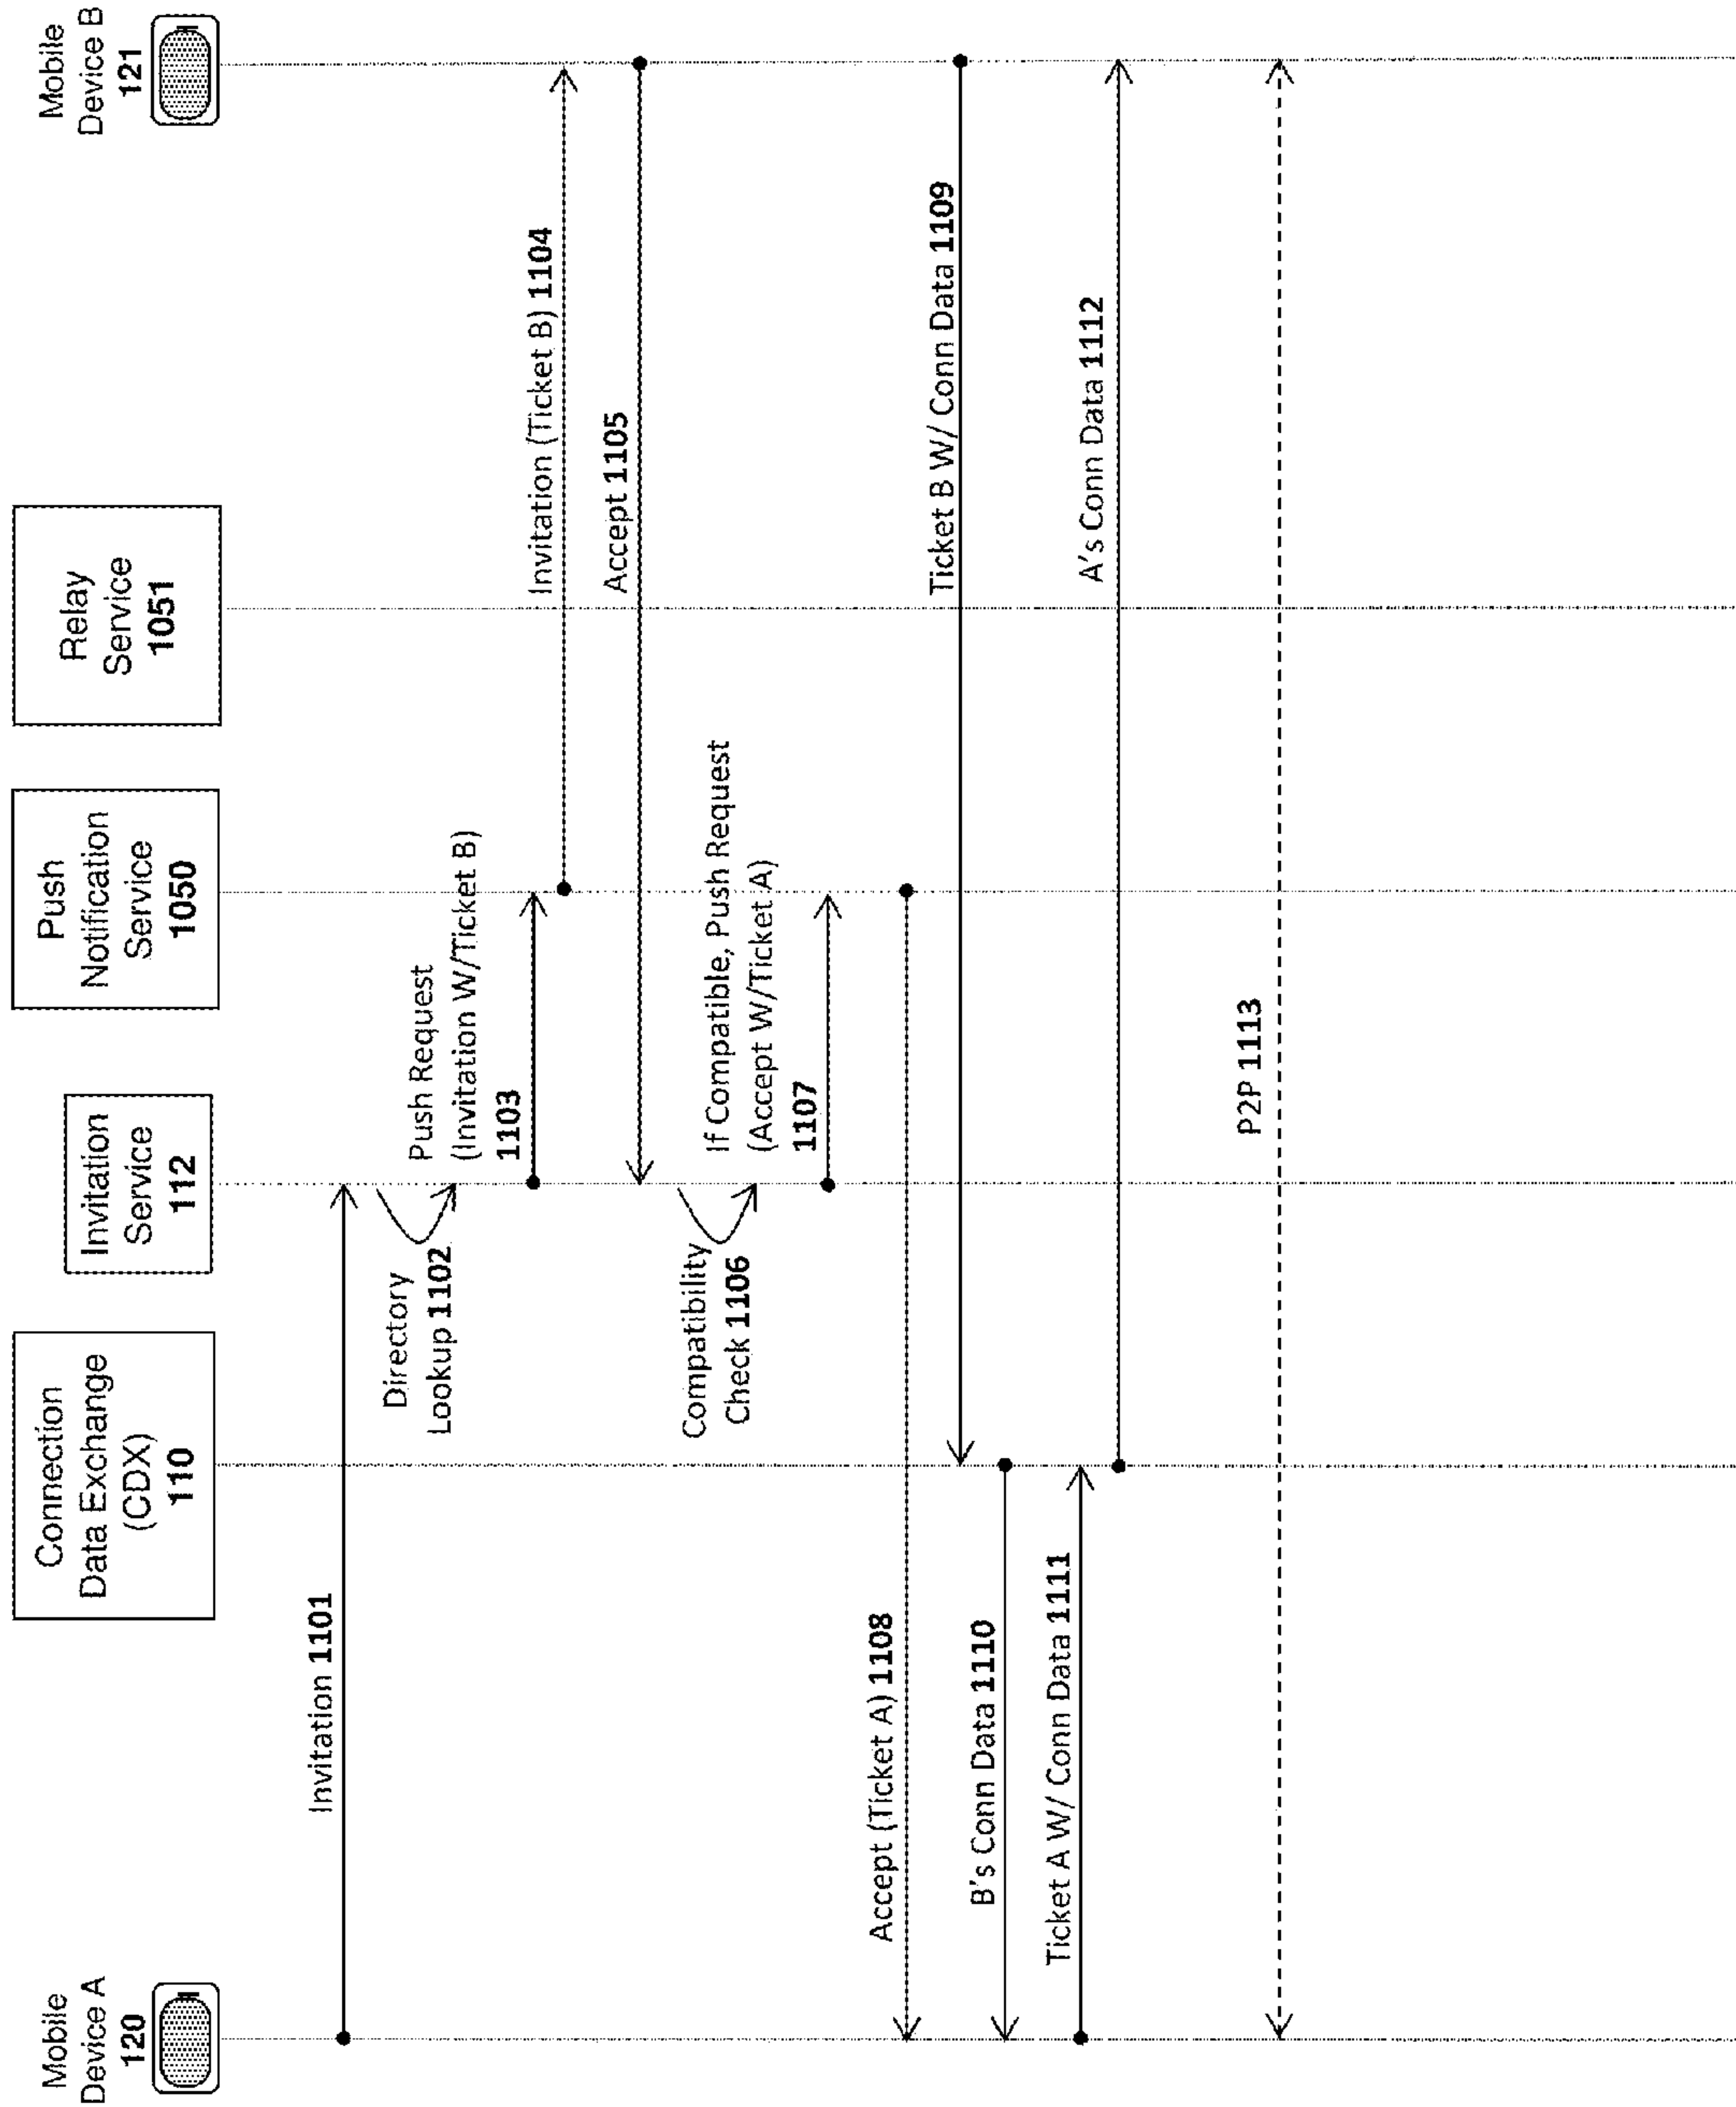 Mobile
Device A
120
Connection
Data Exchange
(CDX)
110
Invitation
Service
112
Push
Notification
Service
1050
Relay
Service
1051
Mobile
Device B
121
Invitation 1101
Directory
Lookup 1102
Push Request
(Invitation W/Ticket B)
1103
Invitation (Ticket B) 1104
Accept 1105
Compatibility
Check 1106
If Compatible, Push Request
(Accept W/Ticket A)
1107
Accept (Ticket A) 1108
Ticket B W/ Conn Data 1109
B's Conn Data 1110
Ticket A W/ Conn Data 1111
A's Conn Data 1112
P2P 1113